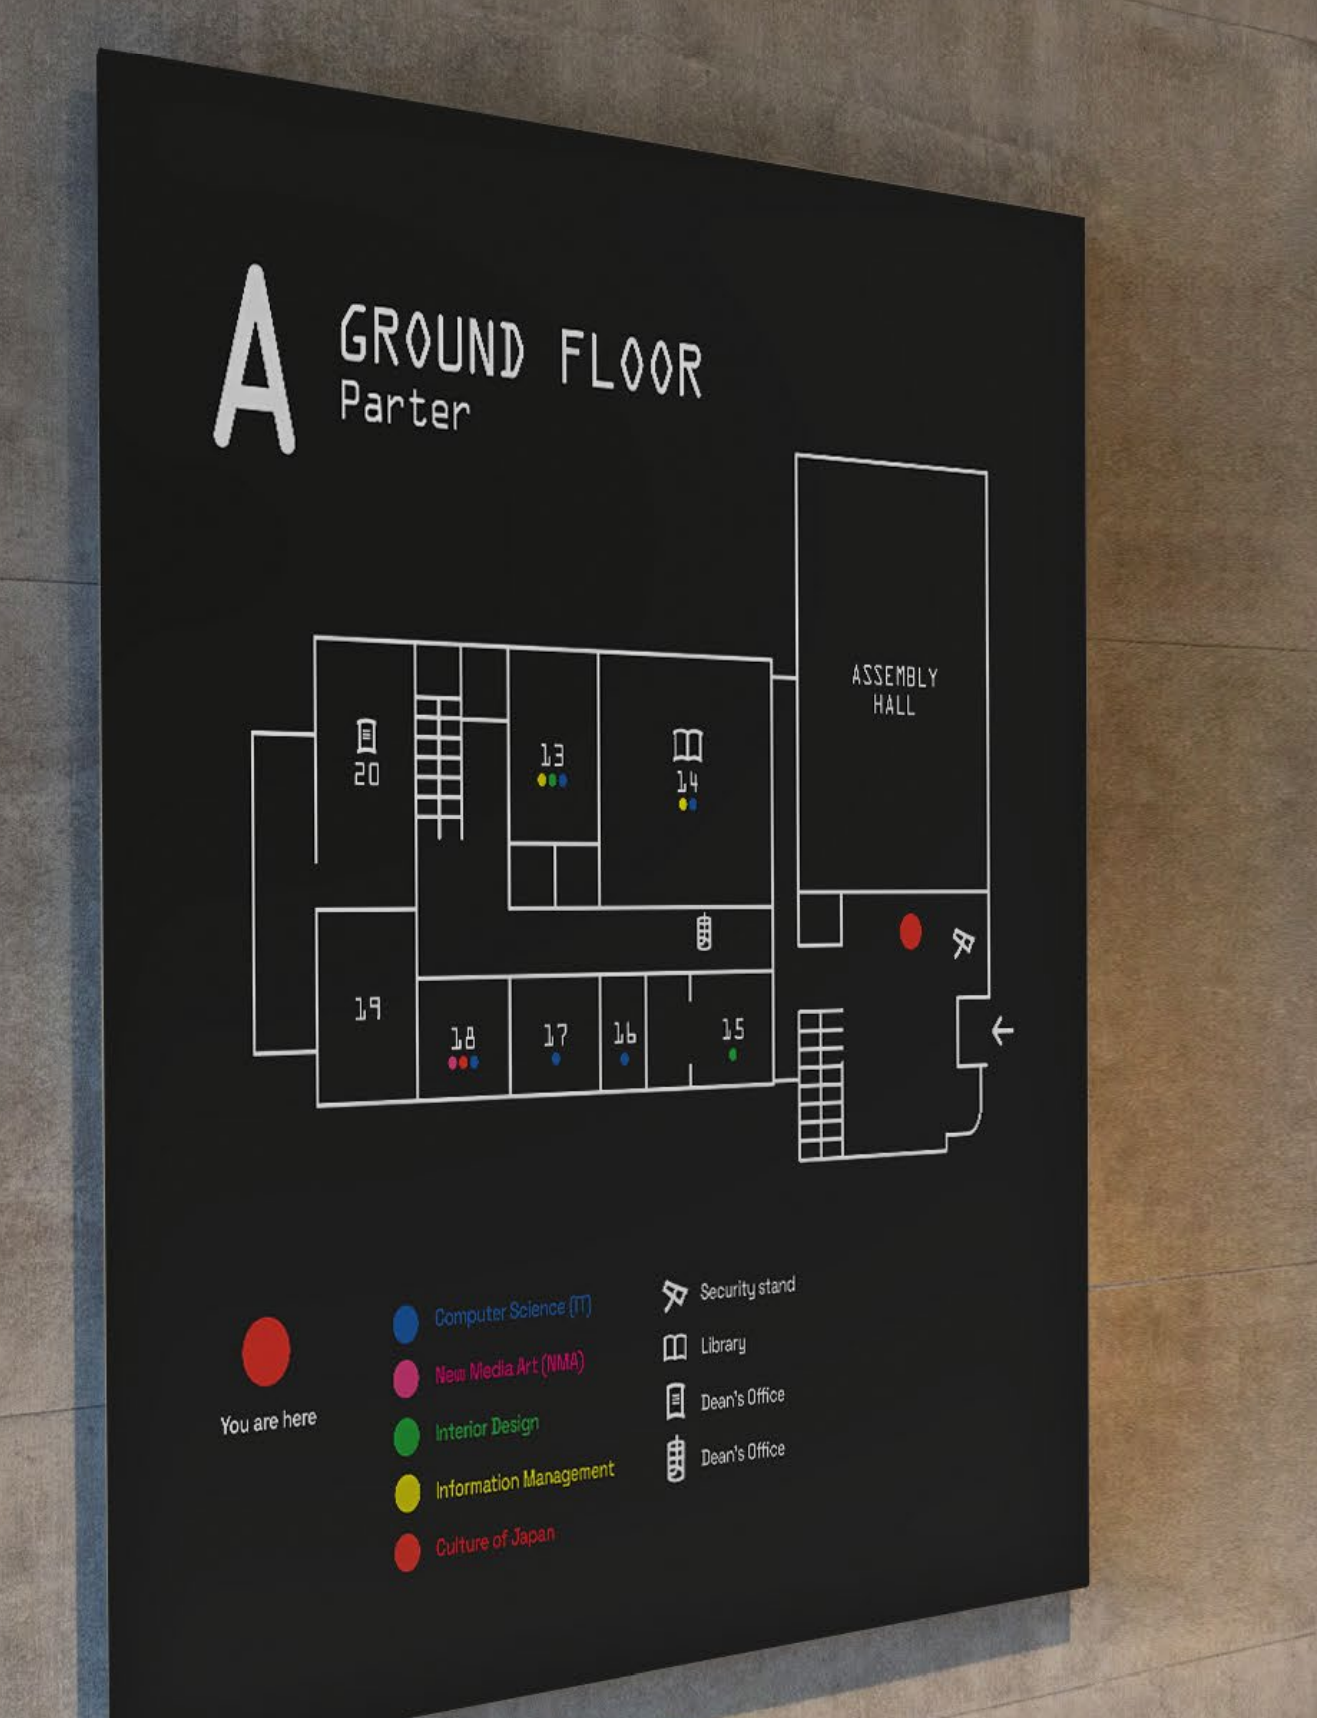 A
GROUND FLOOR
Parter
ASSEMBLY
HALL
20
13
14
19
18
17
16
15
You are here
Computer Science (IT)
New Media Art (NMA)
Interior Design
Information Management
Culture of Japan
Security stand
Library
Dean's Office
Dean's Office